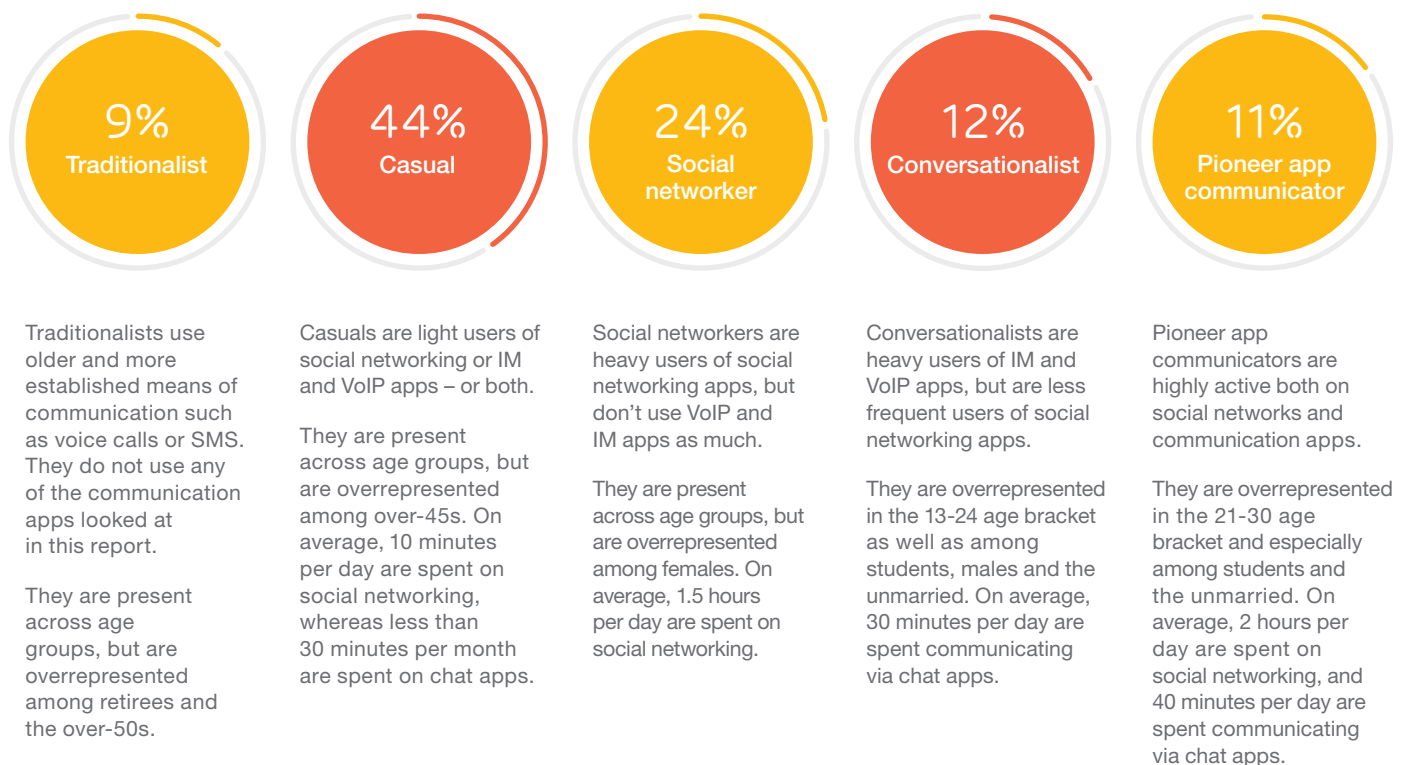 9%
Traditionalist
44%
Casual
24%
Social
networker
12%
Conversationalist
11%
Pioneer app
communicator
Traditionalists use
older and more
established means of
communication such
as voice calls or SMS.
They do not use any
of the communication
apps looked at
in this report.
They are present
across age
groups, but are
overrepresented
among retirees and
the over-50s.
Casuals are light users of
social networking or IM
and VoIP apps – or both.
They are present
across age groups, but
are overrepresented
among over-45s. On
average, 10 minutes
per day are spent on
social networking,
whereas less than
30 minutes per month
are spent on chat apps.
Social networkers are
heavy users of social
networking apps, but
don’t use VoIP and
IM apps as much.
They are present
across age groups, but
are overrepresented
among females. On
average, 1.5 hours
per day are spent on
social networking.
Conversationalists are
heavy users of IM and
VoIP apps, but are less
frequent users of social
networking apps.
They are overrepresented
in the 13-24 age bracket
as well as among
students, males and the
unmarried. On average,
30 minutes per day are
spent communicating
via chat apps.
Pioneer app
communicators are
highly active both on
social networks and
communication apps.
They are overrepresented
in the 21-30 age
bracket and especially
among students and
the unmarried. On
average, 2 hours per
day are spent on
social networking, and
40 minutes per day are
spent communicating
via chat apps.